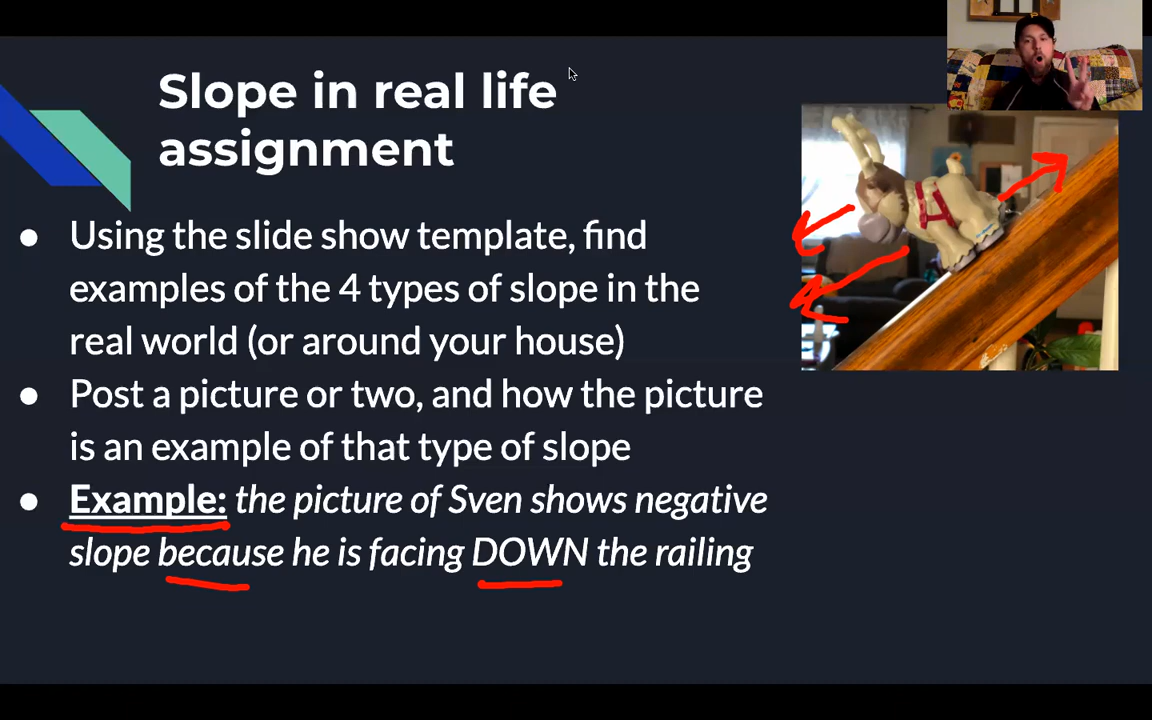 Slope in real life
assignment
● Using the slide show template, find
examples of the 4 types of slope in the
real world (or around your house)
● Post a picture or two, and how the picture
is an example of that type of slope
● Example: the picture of Sven shows negative
slope because he is facing DOWN the railing